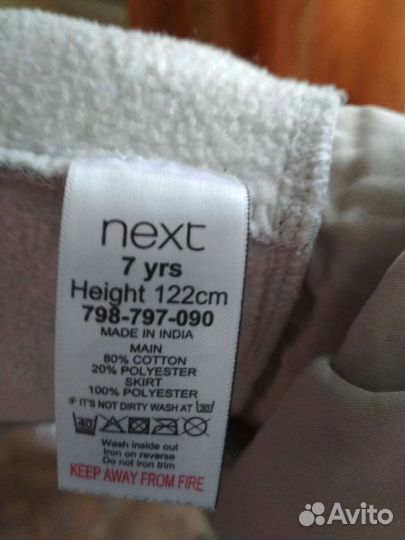 next
7 yrs
Height 122cm
798-797-090
MADE IN INDIA
MAIN
80% COTTON
20% POLYESTER
SKIRT
100% POLYESTER
IF IT'S NOT DIRTY WASH AT 30
40
Wash inside out
Iron on reverse
Do not iron trim
KEEP AWAY FROM FIRE
Avito